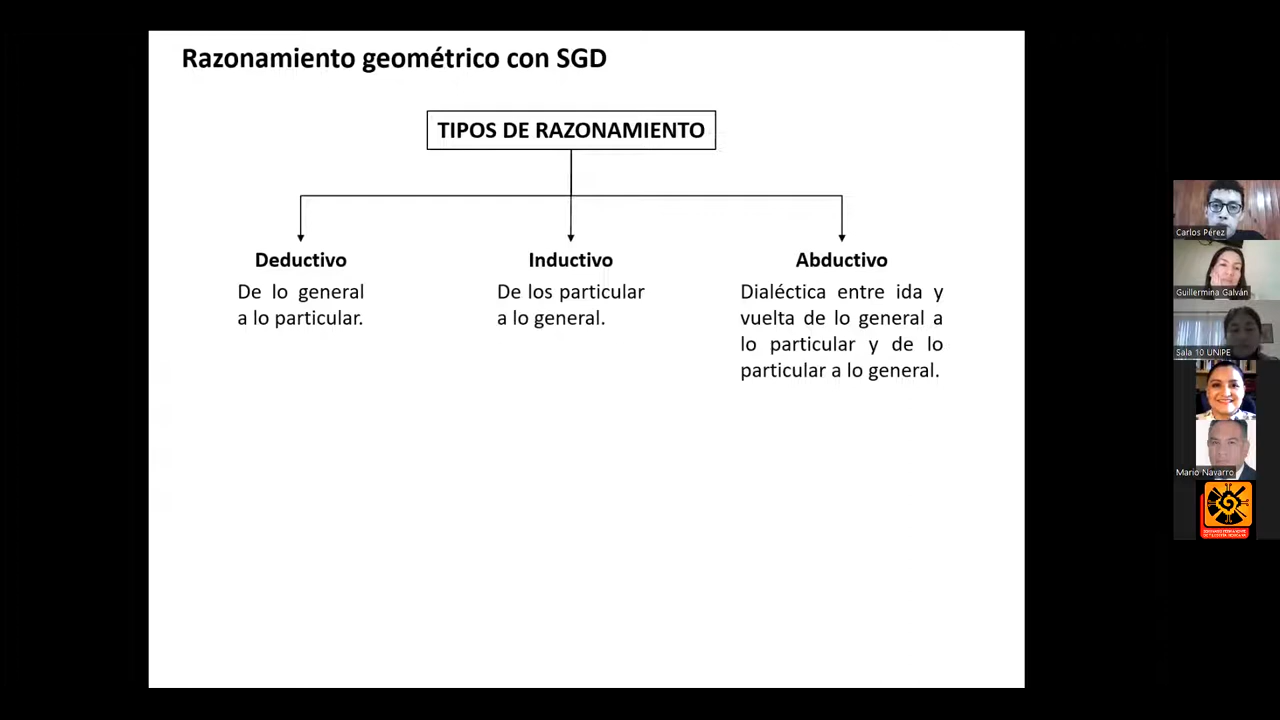 Razonamiento geométrico con SGD
TIPOS DE RAZONAMIENTO
Deductivo
De lo general
a lo particular.
Inductivo
De los particular
a lo general.
Abductivo
Dialéctica entre ida y
vuelta de lo general a
lo particular y de lo
particular a lo general.
Carlos Pérez
Guillermina Galván
Sala 10 UNIPE
Mario Navarro